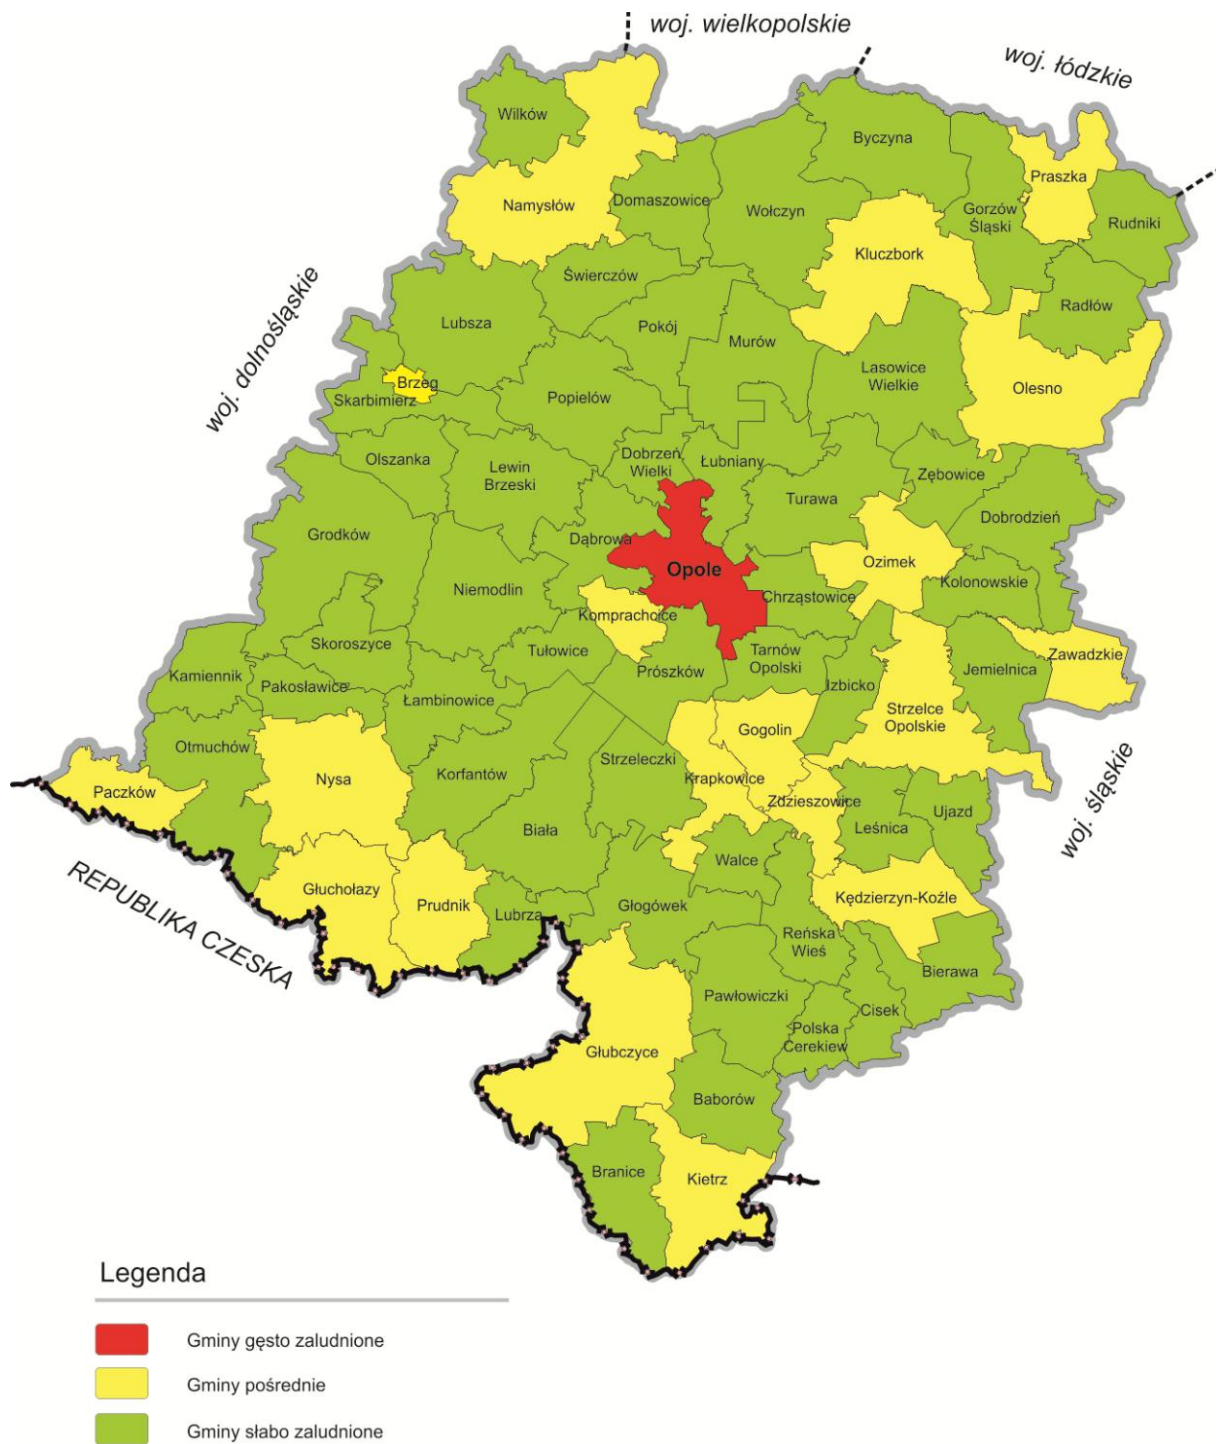 woj. wielkopolskie
woj. łódzkie
Wilków
Byczyna
Praszka
Namysłów
Domaszowice
Wołczyn
Gorzów
Śląski
Rudniki
Kluczbork
Świerczów
Radłów
woj. dolnośląskie
Lubsza
Pokój
Murów
Lasowice
Wielkie
Brzeg
Skarbimierz
Popielów
Olesno
Olszanka
Lewin
Brzeski
Dobrzeń
Wielki
Łubniany
Turawa
Zębowice
Dobrodzień
Grodków
Dąbrowa
Opole
Ozimek
Niemodlin
Chrząstowice
Kolonowskie
Komprachcice
Skoroszyce
Tułowice
Prószków
Tarnów
Opolski
Izbicko
Jemielnica
Zawadzkie
Kamiennik
Pakosławice
Łambinowice
Strzelce
Opolskie
Gogolin
Otmuchów
Nysa
Korfantów
Strzeleczki
Krapkowice
Zdzieszowice
Paczków
woj. śląskie
Biała
Leśnica
Ujazd
Walce
REPUBLIKA CZESKA
Głuchołazy
Prudnik
Lubrza
Głogówek
Kędzierzyn-Koźle
Reńska
Wieś
Bierawa
Pawłowiczki
Cisek
Polska
Cerekiew
Głubczyce
Baborów
Branice
Kietrz
Legenda
Gminy gęsto zaludnione
Gminy pośrednie
Gminy słabo zaludnione